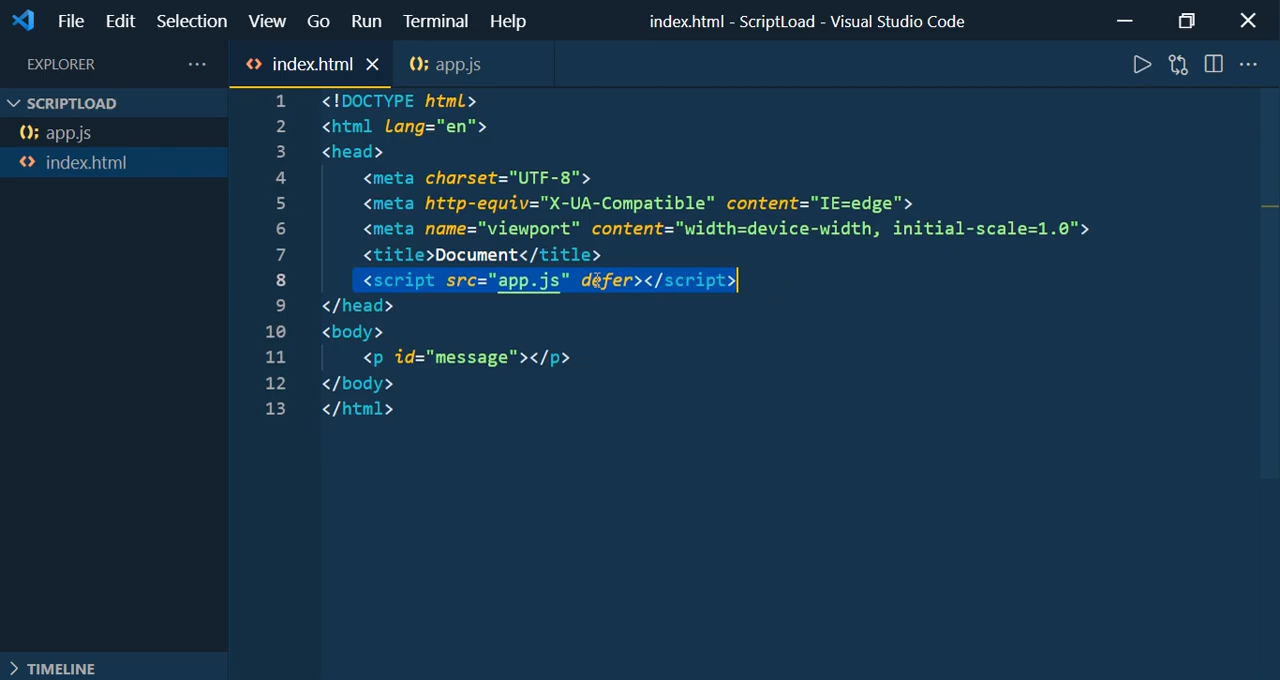 File Edit Selection View Go Run Terminal Help index.html - ScriptLoad - Visual Studio Code
EXPLORER ··· <> index.html × (); app.js ···
SCRIPTLOAD
(); app.js
<> index.html
1 <!DOCTYPE html>
2 <html lang="en">
3 <head>
4 <meta charset="UTF-8">
5 <meta http-equiv="X-UA-Compatible" content="IE=edge">
6 <meta name="viewport" content="width=device-width, initial-scale=1.0">
7 <title>Document</title>
8 <script src="app.js" defer></script>
9 </head>
10 <body>
11 <p id="message"></p>
12 </body>
13 </html>
TIMELINE